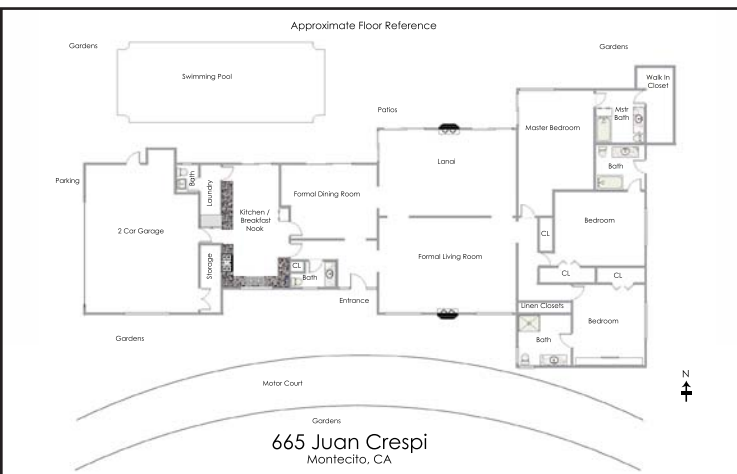 Approximate Floor Reference
Gardens
Gardens
Swimming Pool
Walk In
Closet
Patios
Mstr
Bath
Master Bedroom
Lanai
Bath
Parking
Bath
Laundry
Formal Dining Room
2 Car Garage
Kitchen /
Breakfast
Nook
Bedroom
CL
Formal Living Room
Storage
CL
Bath
CL
CL
Entrance
Linen Closets
Bedroom
Bath
Gardens
Motor Court
N
Gardens
665 Juan Crespi
Montecito, CA